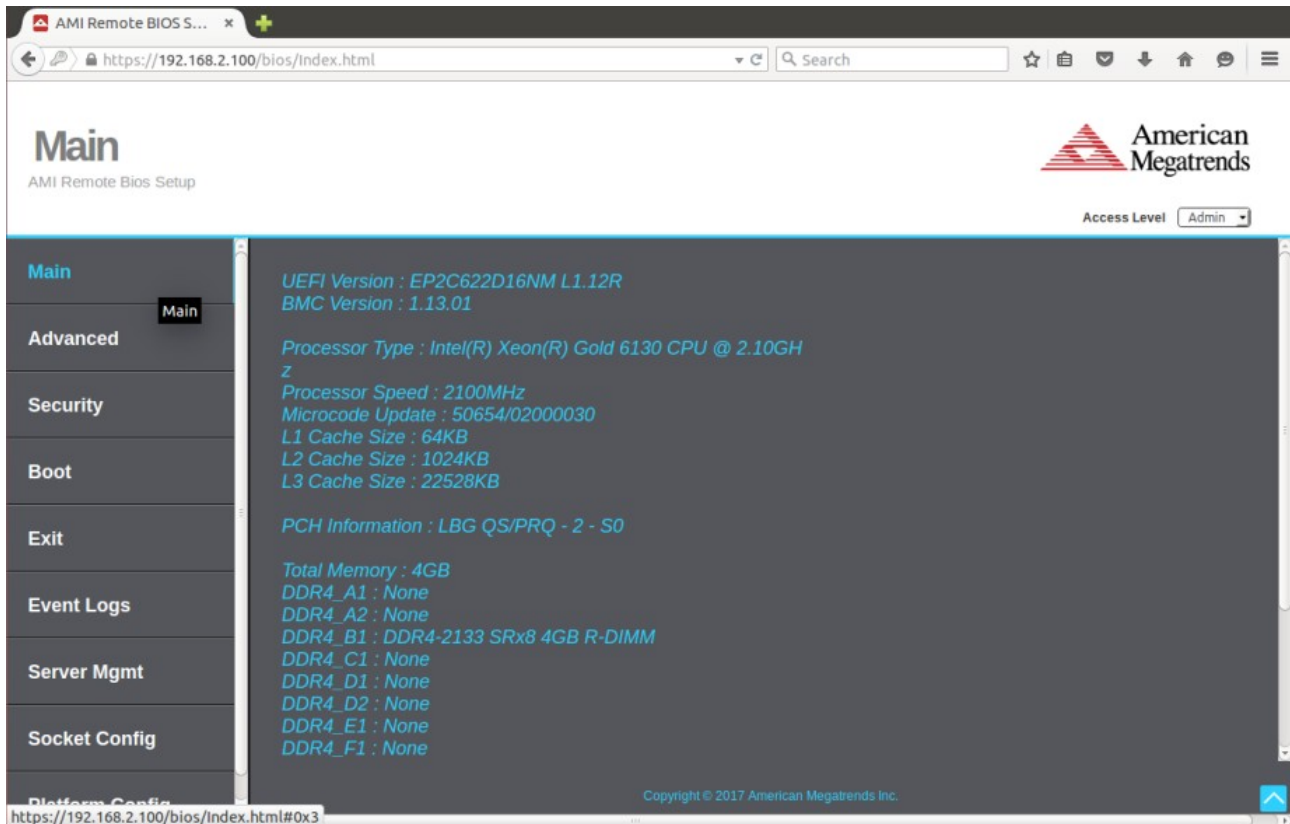 AMI Remote BIOS S... ×
https://192.168.2.100/bios/Index.html
Search
Main
AMI Remote Bios Setup
American
Megatrends
Access Level Admin
Main
Main
Advanced
Security
Boot
Exit
Event Logs
Server Mgmt
Socket Config
Platform Config
UEFI Version : EP2C622D16NM L1.12R
BMC Version : 1.13.01
Processor Type : Intel(R) Xeon(R) Gold 6130 CPU @ 2.10GH
z
Processor Speed : 2100MHz
Microcode Update : 50654/02000030
L1 Cache Size : 64KB
L2 Cache Size : 1024KB
L3 Cache Size : 22528KB
PCH Information : LBG QS/PRQ - 2 - S0
Total Memory : 4GB
DDR4_A1 : None
DDR4_A2 : None
DDR4_B1 : DDR4-2133 SRx8 4GB R-DIMM
DDR4_C1 : None
DDR4_D1 : None
DDR4_D2 : None
DDR4_E1 : None
DDR4_F1 : None
Copyright © 2017 American Megatrends Inc.
https://192.168.2.100/bios/Index.html#0x3